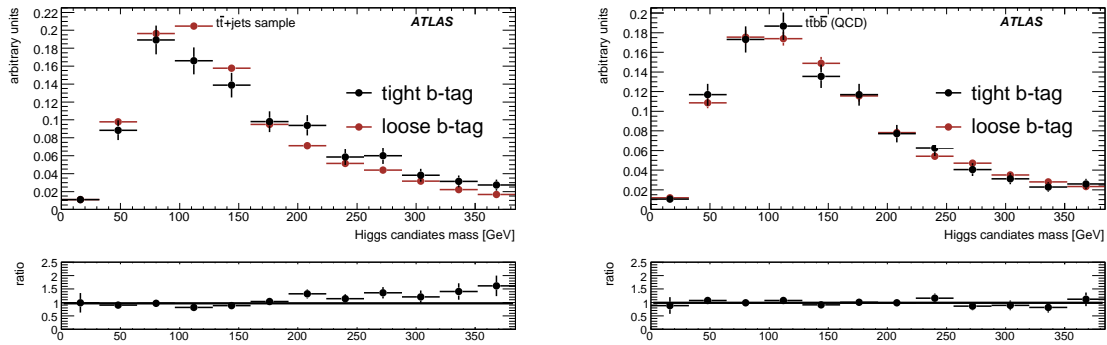 tt̄+jets sample
ATLAS
arbitrary units
0.22
0.2
0.18
0.16
0.14
0.12
0.1
0.08
0.06
0.04
0.02
0
tight b-tag
loose b-tag
0 50 100 150 200 250 300 350
Higgs candiates mass [GeV]
ratio
2.5
2
1.5
1
0.5
0
0 50 100 150 200 250 300 350
tt̄bb̄ (QCD)
ATLAS
arbitrary units
0.2
0.18
0.16
0.14
0.12
0.1
0.08
0.06
0.04
0.02
0
tight b-tag
loose b-tag
0 50 100 150 200 250 300 350
Higgs candiates mass [GeV]
ratio
2.5
2
1.5
1
0.5
0
0 50 100 150 200 250 300 350